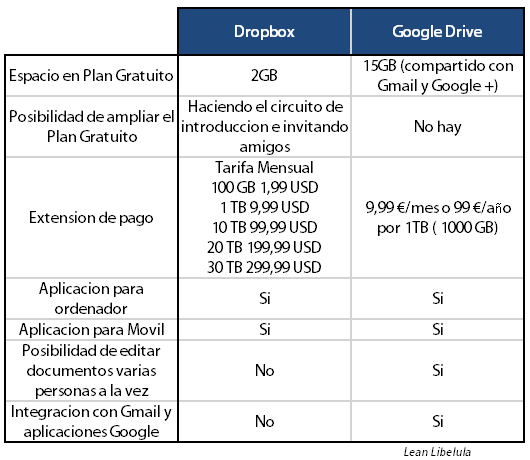 Dropbox Google Drive
Espacio en Plan Gratuito 2GB 15GB (compartido con
Gmail y Google +)
Posibilidad de ampliar el
Plan Gratuito
Haciendo el circuito de
introduccion e invitando
amigos
No hay
Extension de pago
Tarifa Mensual
100 GB 1,99 USD
1 TB 9,99 USD
10 TB 99,99 USD
20 TB 199,99 USD
30 TB 299,99 USD
9,99 €/mes o 99 €/año
por 1TB ( 1000 GB)
Aplicacion para
ordenador
Si Si
Aplicacion para Movil Si Si
Posibilidad de editar
documentos varias
personas a la vez
No Si
Integracion con Gmail y
aplicaciones Google
No Si
Lean Libelula